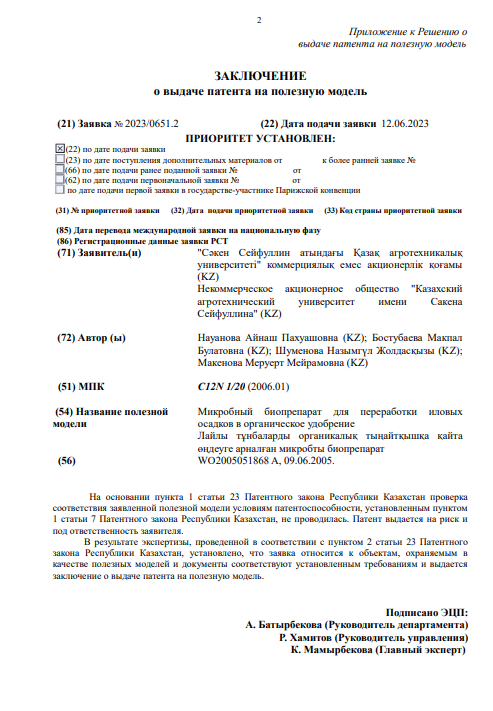 2
Приложение к Решению о
выдаче патента на полезную модель
ЗАКЛЮЧЕНИЕ
о выдаче патента на полезную модель
(21) Заявка № 2023/0651.2 (22) Дата подачи заявки 12.06.2023
ПРИОРИТЕТ УСТАНОВЛЕН:
(22) по дате подачи заявки
(23) по дате поступления дополнительных материалов от к более ранней заявке №
(66) по дате подачи ранее поданной заявки № от
(62) по дате подачи первоначальной заявки № от
по дате подачи первой заявки в государстве-участнике Парижской конвенции
(31) № приоритетной заявки (32) Дата подачи приоритетной заявки (33) Код страны приоритетной заявки
(85) Дата перевода международной заявки на национальную фазу
(86) Регистрационные данные заявки РСТ
(71) Заявитель(и) "Сәкен Сейфуллин атындағы Қазақ агротехникалық
университеті" коммерциялық емес акционерлік қоғамы
(KZ)
Некоммерческое акционерное общество "Казахский
агротехнический университет имени Сакена
Сейфуллина" (KZ)
(72) Автор (ы) Науанова Айнаш Пахуашовна (KZ); Бостубаева Макпал
Булатовна (KZ); Шуменова Назымгүл Жолдасқызы (KZ);
Макенова Меруерт Мейрамовна (KZ)
(51) МПК C12N 1/20 (2006.01)
(54) Название полезной Микробный биопрепарат для переработки иловых
модели осадков в органическое удобрение
Лайлы тұнбаларды органикалық тыңайтқышқа қайта
өңдеуге арналған микробты биопрепарат
(56) WO2005051868 A, 09.06.2005.
На основании пункта 1 статьи 23 Патентного закона Республики Казахстан проверка
соответствия заявленной полезной модели условиям патентоспособности, установленным пунктом
1 статьи 7 Патентного закона Республики Казахстан, не проводилась. Патент выдается на риск и
под ответственность заявителя.
В результате экспертизы, проведенной в соответствии с пунктом 2 статьи 23 Патентного
закона Республики Казахстан, установлено, что заявка относится к объектам, охраняемым в
качестве полезных моделей и документы соответствуют установленным требованиям и выдается
заключение о выдаче патента на полезную модель.
Подписано ЭЦП:
А. Батырбекова (Руководитель департамента)
Р. Хамитов (Руководитель управления)
К. Мамырбекова (Главный эксперт)